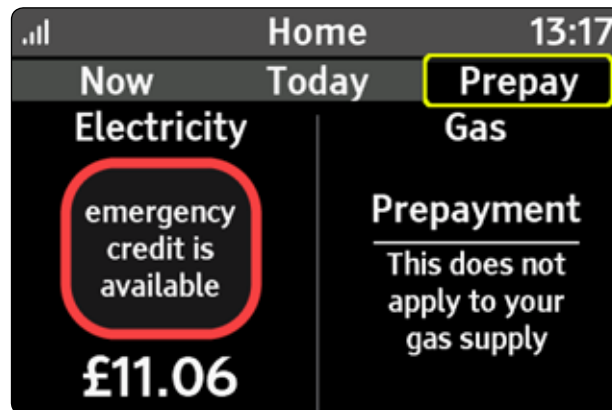 Home 13:17
Now Today Prepay
Electricity
emergency
credit is
available
£11.06
Gas
Prepayment
This does not
apply to your
gas supply